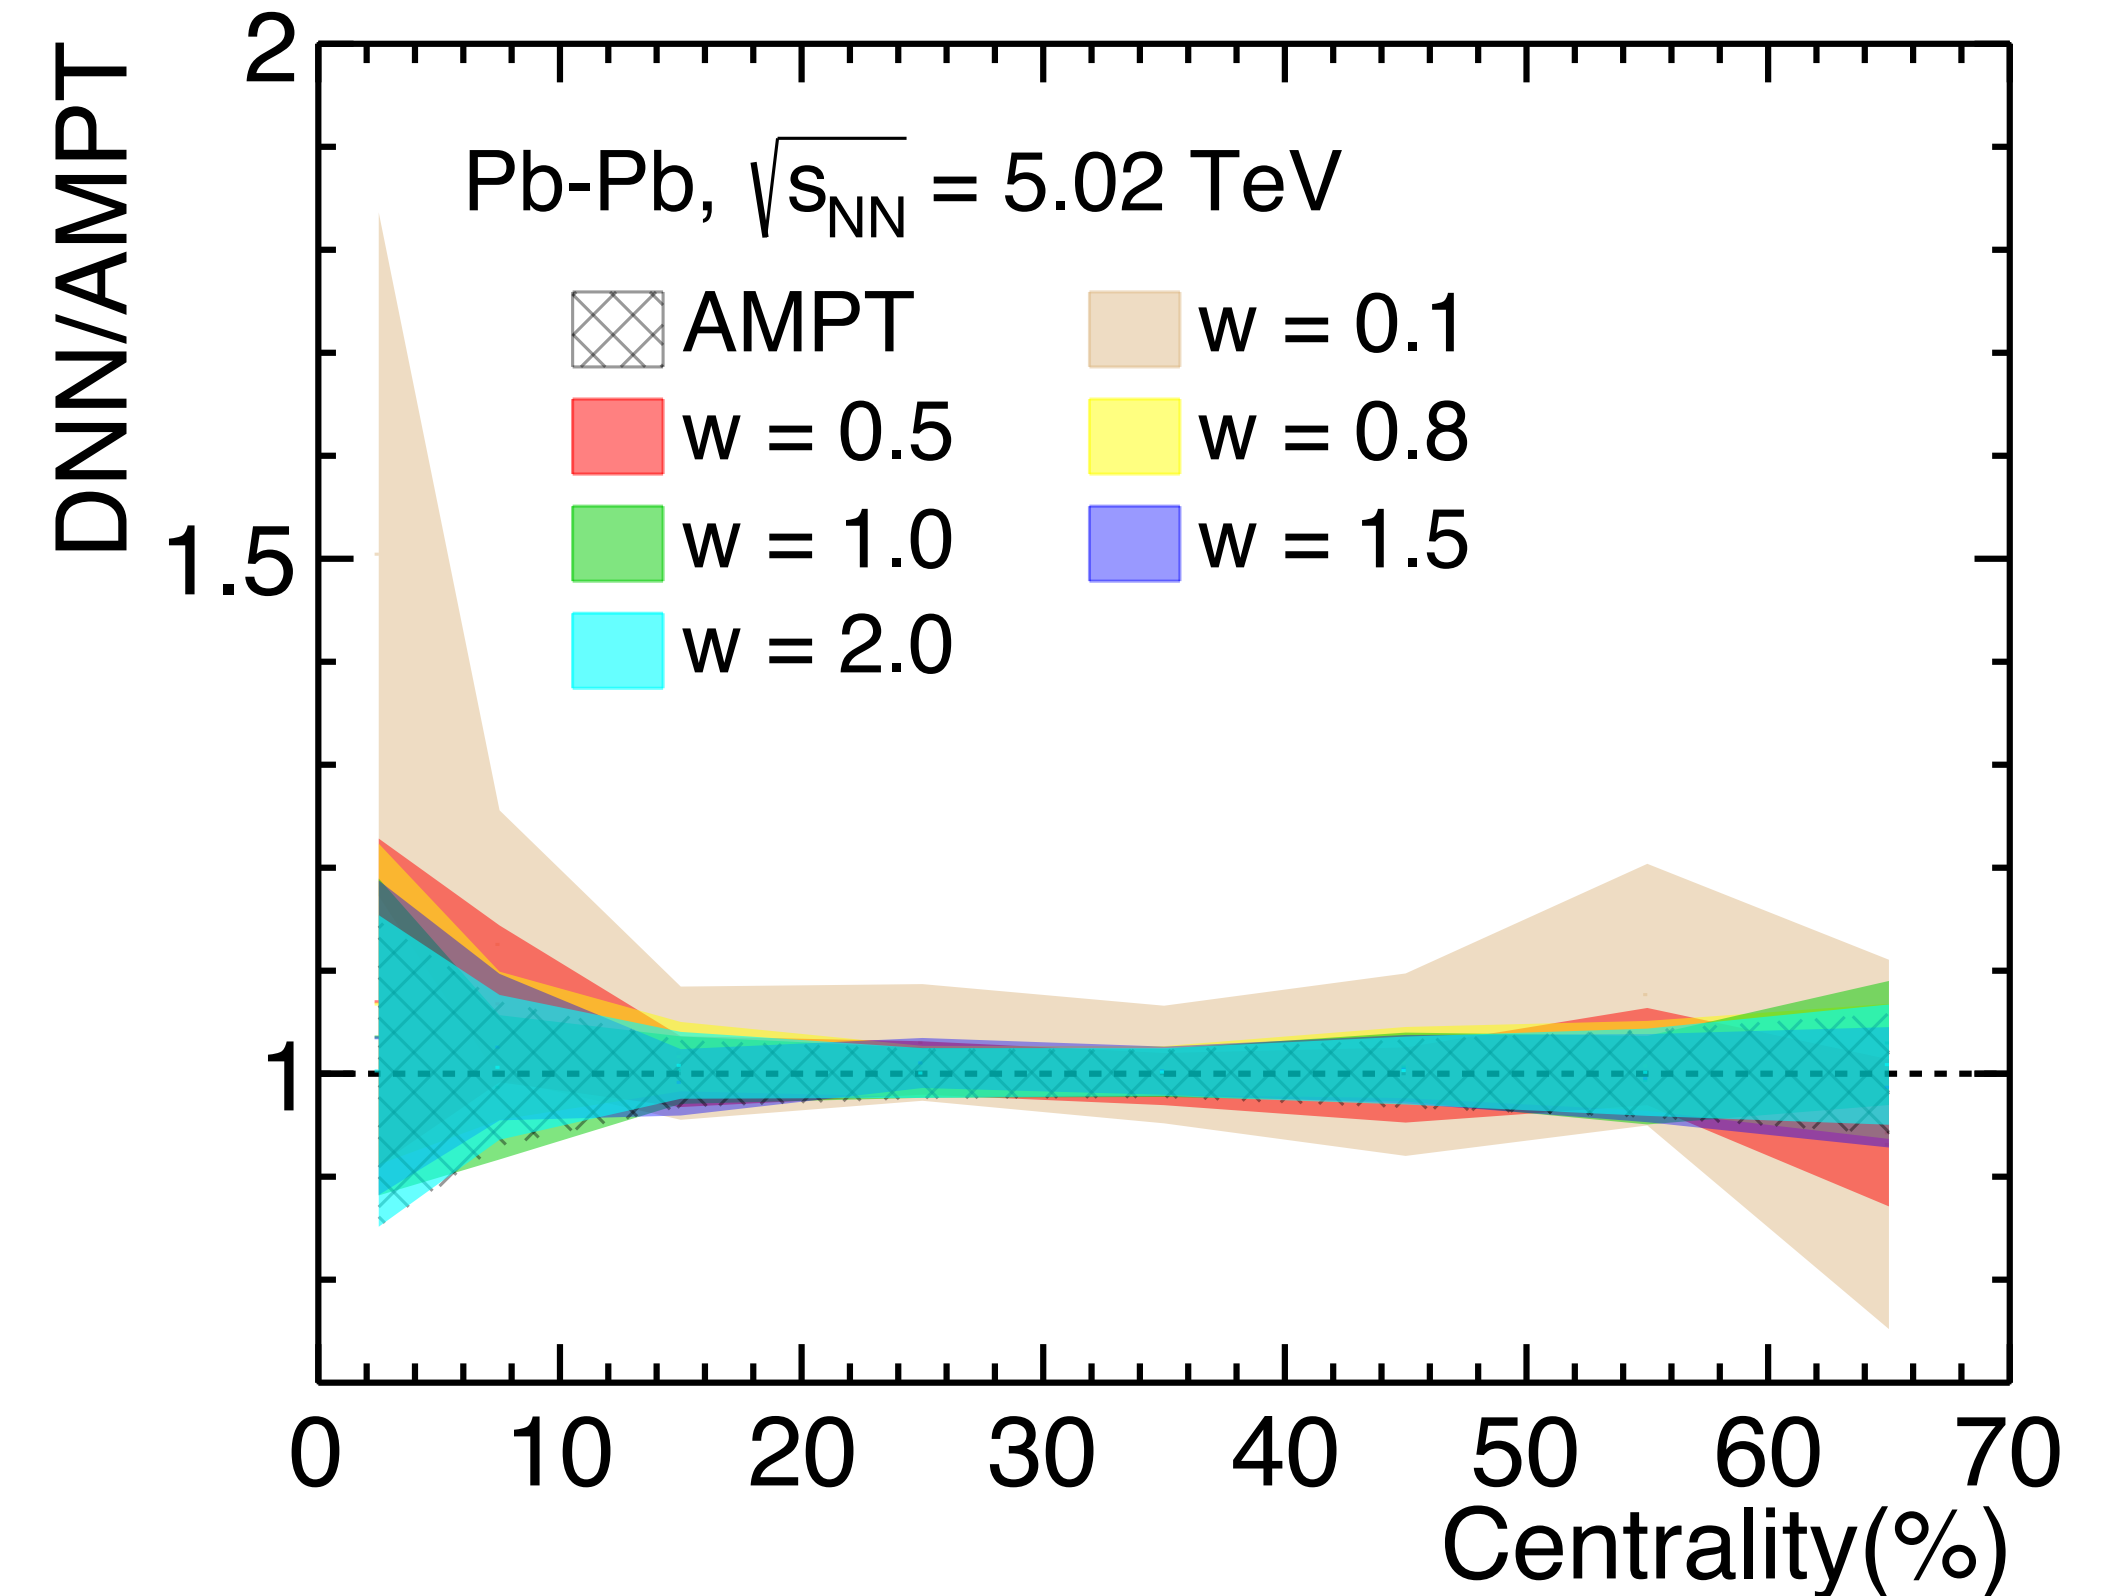 DNN/AMPT
2
1.5
1
Pb-Pb, √sNN = 5.02 TeV
AMPT
w = 0.1
w = 0.5
w = 0.8
w = 1.0
w = 1.5
w = 2.0
0 10 20 30 40 50 60 70
Centrality(%)